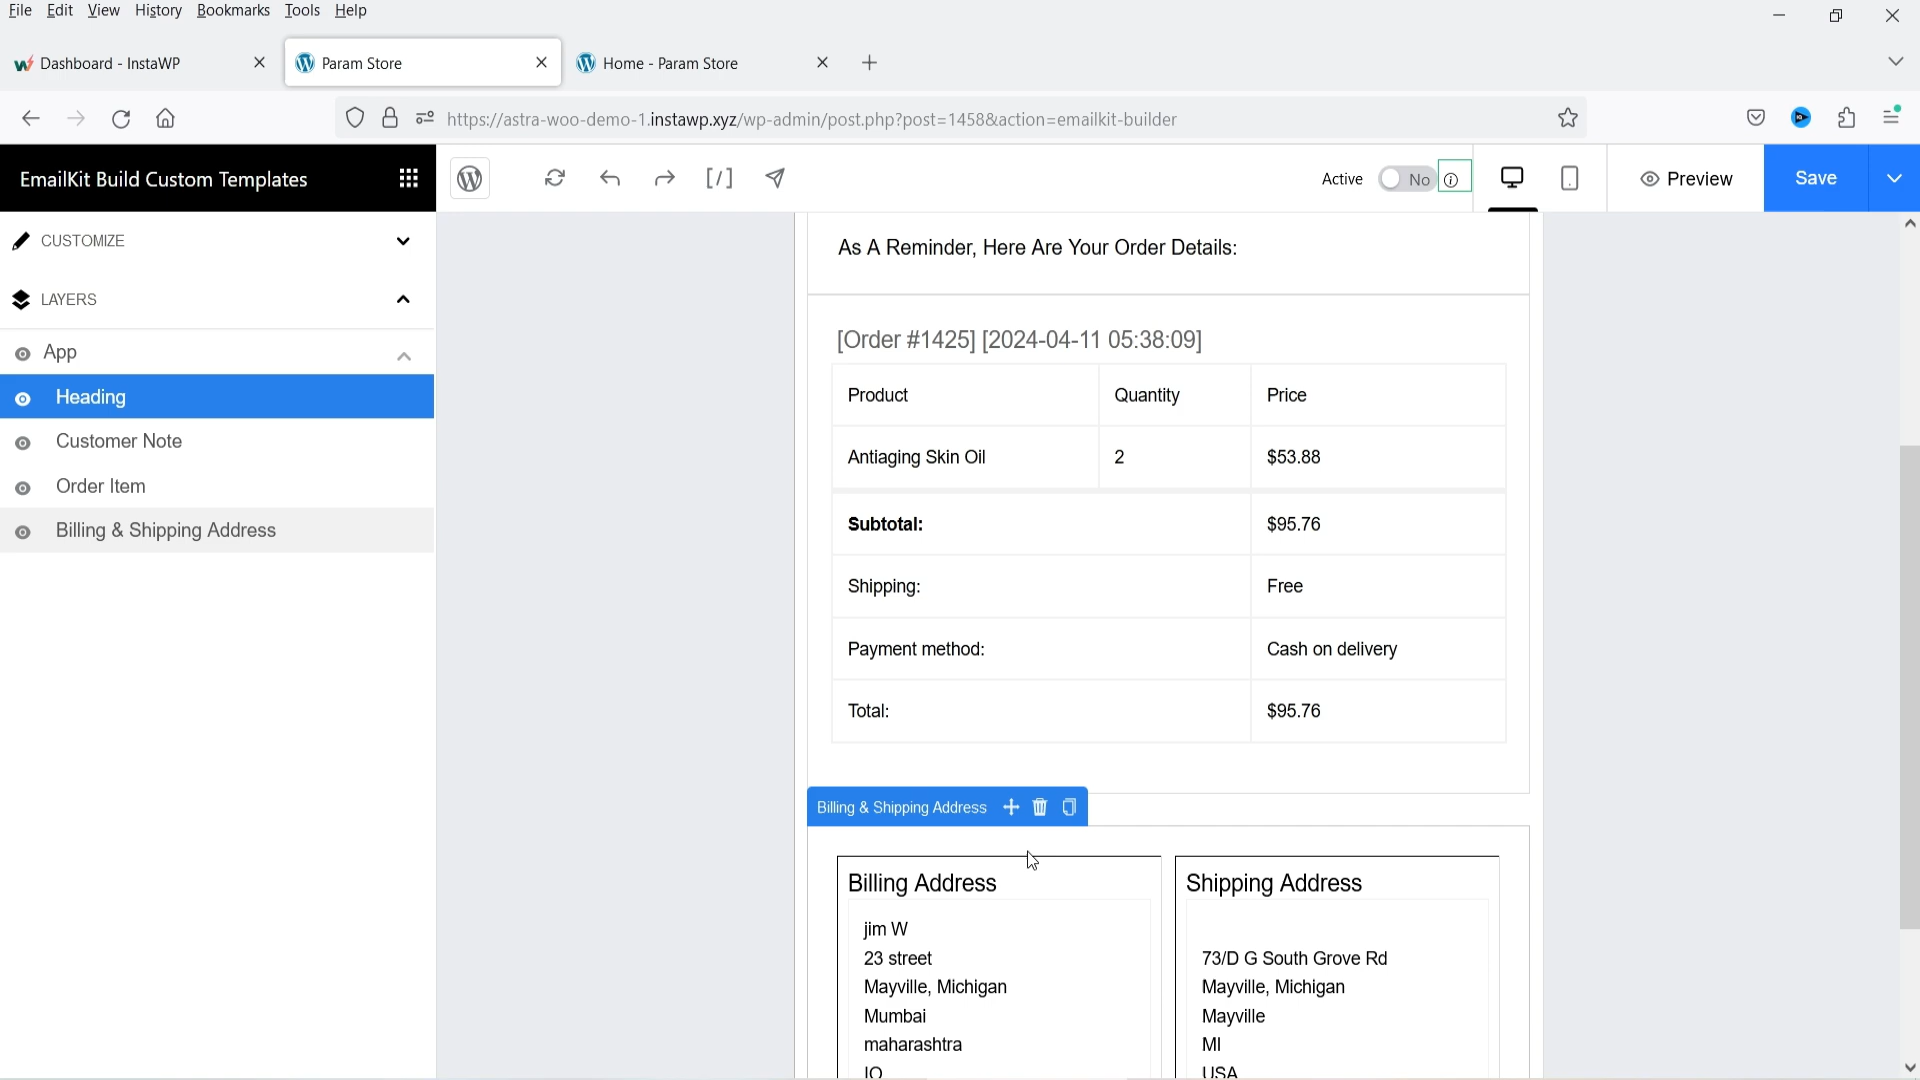 File Edit View History Bookmarks Tools Help
Dashboard - InstaWP
Param Store
Home - Param Store
https://astra-woo-demo-1.instawp.xyz/wp-admin/post.php?post=1458&action=emailkit-builder
EmailKit Build Custom Templates
[/]
Active
No
Preview
Save
CUSTOMIZE
LAYERS
App
Heading
Customer Note
Order Item
Billing & Shipping Address
As A Reminder, Here Are Your Order Details:
[Order #1425] [2024-04-11 05:38:09]
Product Quantity Price
Antiaging Skin Oil 2 $53.88
Subtotal: $95.76
Shipping: Free
Payment method: Cash on delivery
Total: $95.76
Billing & Shipping Address
Billing Address
jim W
23 street
Mayville, Michigan
Mumbai
maharashtra
IO
Shipping Address
73/D G South Grove Rd
Mayville, Michigan
Mayville
MI
USA